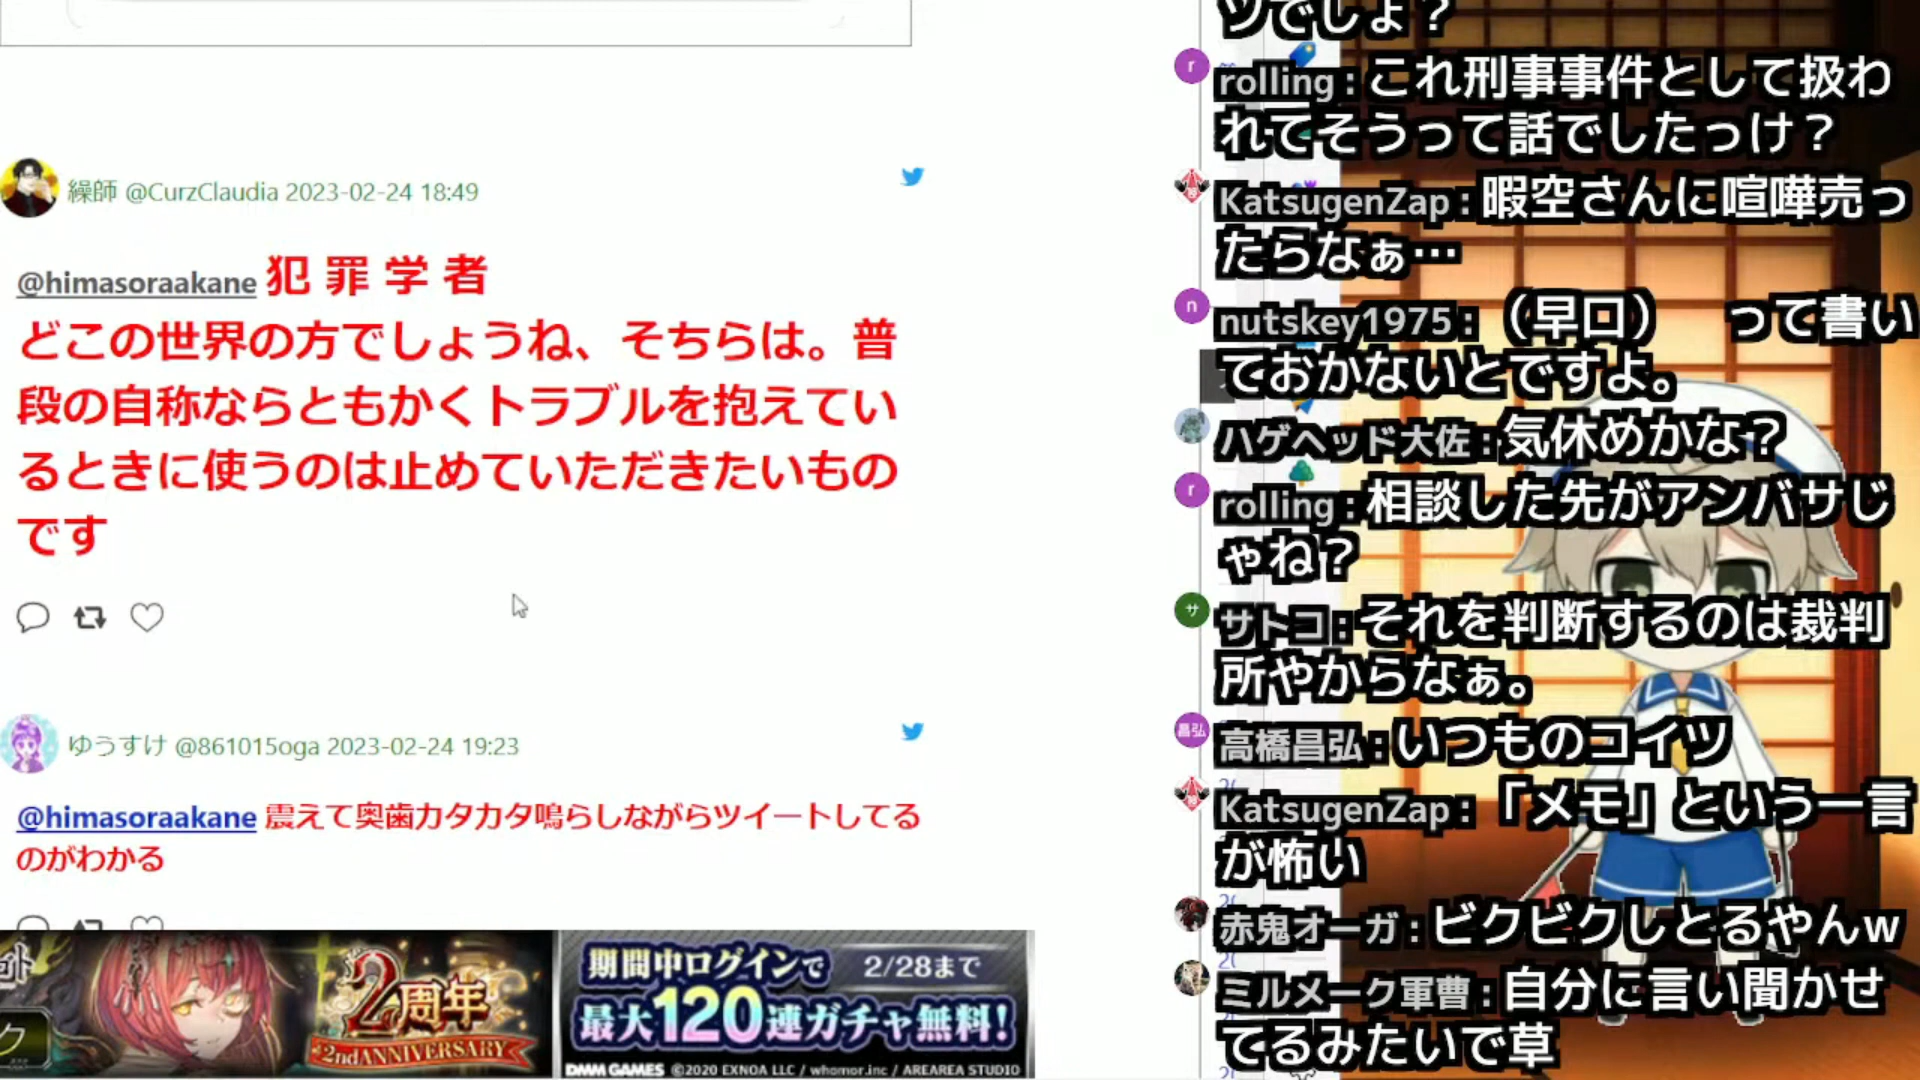 繰師 @CurzClaudia 2023-02-24 18:49
@himasoraakane 犯 罪 学 者
どこの世界の方でしょうね、そちらは。普
段の自称ならともかくトラブルを抱えてい
るときに使うのは止めていただきたいもの
です
ゆうすけ @861015oga 2023-02-24 19:23
@himasoraakane 震えて奥歯カタカタ鳴らしながらツイートしてる
のがわかる
2周年
2nd ANNIVERSARY
期間中ログインで 2/28まで
最大120連ガチャ無料!
DMM GAMES ©2020 EXNOA LLC / whomor.inc / AREAREA STUDIO
ツでしょ？
r rolling : これ刑事事件として扱わ
れてそうって話でしたっけ？
KatsugenZap : 暇空さんに喧嘩売っ
たらなぁ…
n nutskey1975 : （早口） って書い
ておかないとですよ。
ハゲヘッド大佐 : 気休めかな？
r rolling : 相談した先がアンバサじ
ゃね？
サ サトコ : それを判断するのは裁判
所やからなぁ。
昌弘 高橋昌弘 : いつものコイツ
KatsugenZap : 「メモ」という一言
が怖い
赤鬼オーガ : ビクビクしとるやんw
ミルメーク軍曹 : 自分に言い聞かせ
てるみたいで草